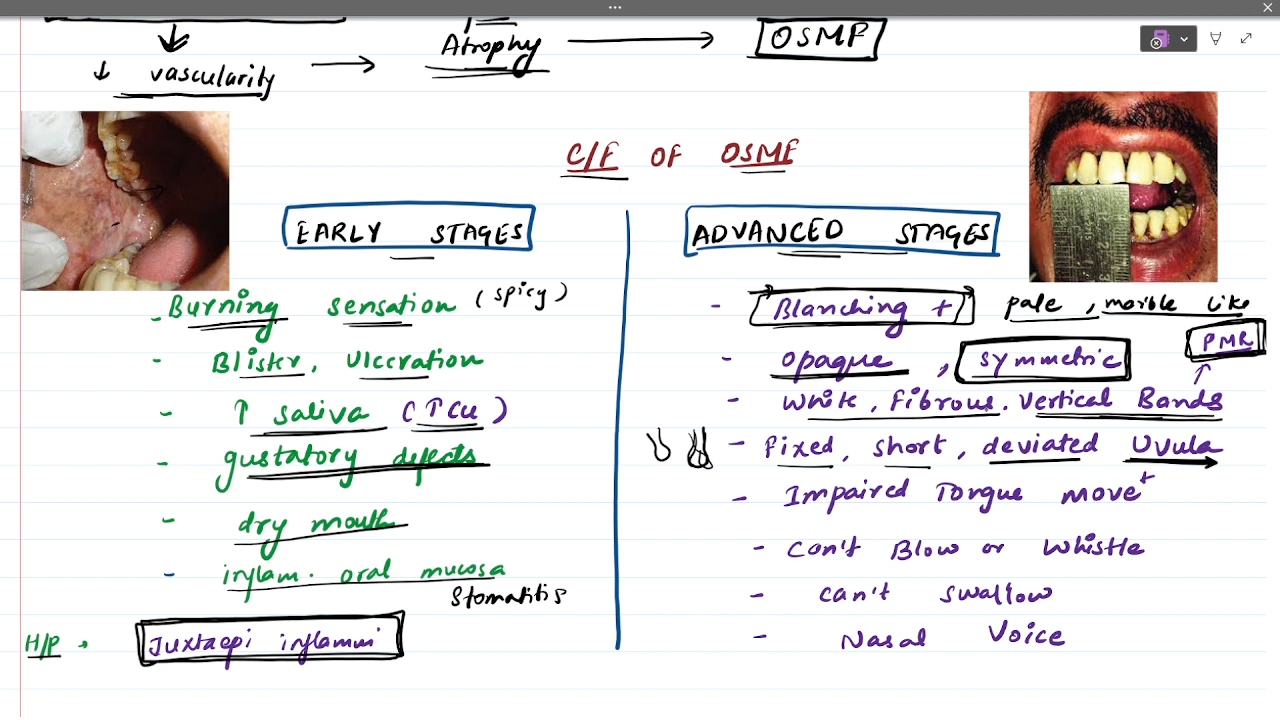 ↓ vascularity → Atrophy → OSMF
C/F OF OSMF
EARLY STAGES
- Burning sensation (spicy)
- Blister, Ulceration
- ↑ saliva (↑Cu)
- gustatory defects
- dry mouth
- inflam. oral mucosa
Stomatitis
H/P → Juxtaepi inflammi
ADVANCED STAGES
- Blanching + pale, marble like
- Opaque, symmetric
PMR
- White, Fibrous, Vertical Bands
- Fixed, short, deviated Uvula
- Impaired Tongue movet
- Can't Blow or Whistle
- Can't swallow
- Nasal Voice